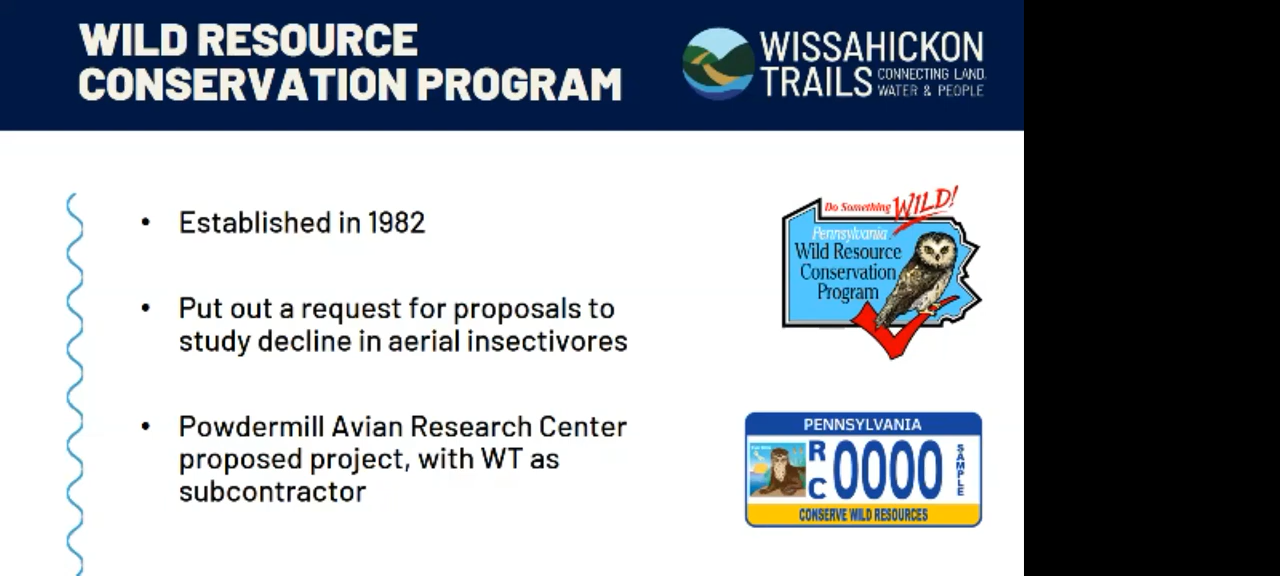 WILD RESOURCE
CONSERVATION PROGRAM
WISSAHICKON
TRAILS
CONNECTING LAND,
WATER & PEOPLE
• Established in 1982
• Put out a request for proposals to
study decline in aerial insectivores
• Powdermill Avian Research Center
proposed project, with WT as
subcontractor
Do Something WILD!
Pennsylvania
Wild Resource
Conservation
Program
PENNSYLVANIA
RC 0000 SAMPLE
CONSERVE WILD RESOURCES